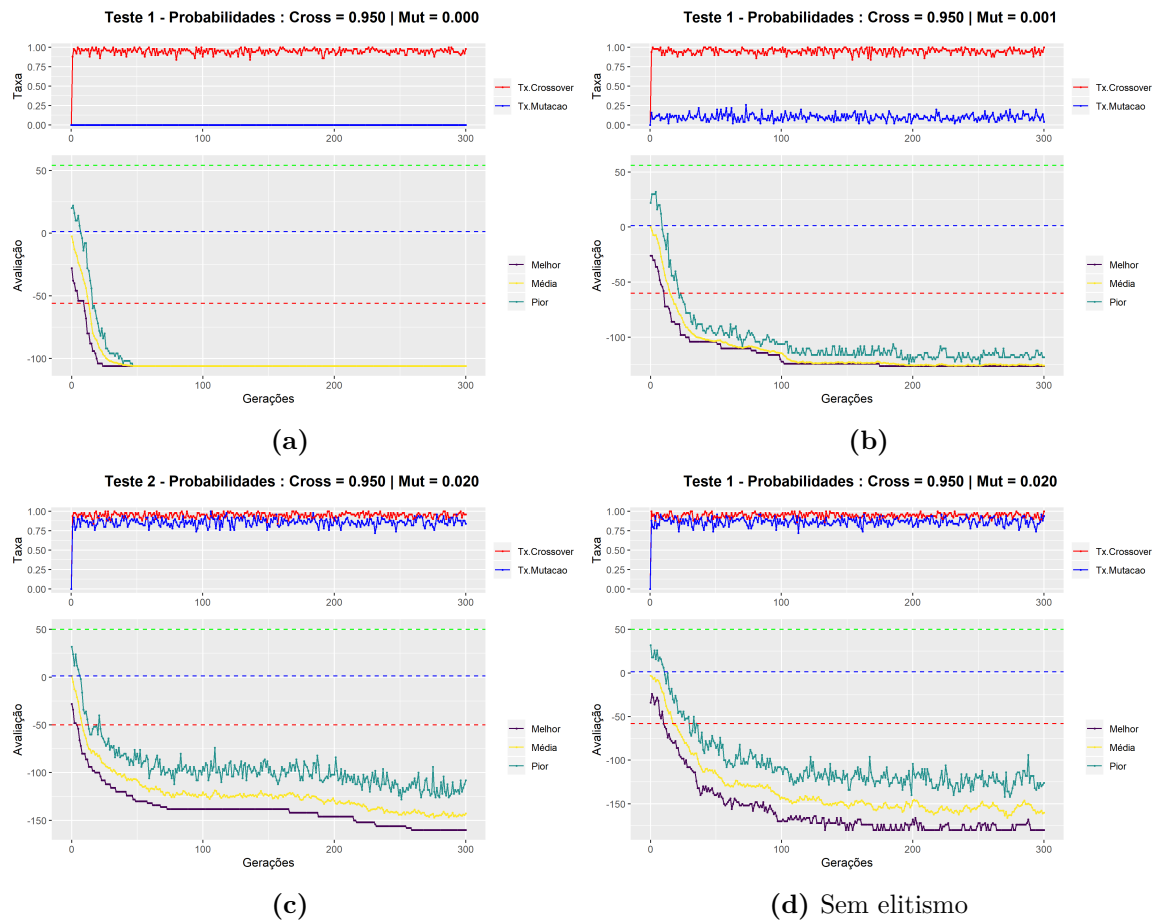 Teste 1 - Probabilidades : Cross = 0.950 | Mut = 0.000
Taxa
1.00
0.75
0.50
0.25
0.00
0
100
200
300
Tx.Crossover
Tx.Mutacao
Avaliação
50
0
-50
-100
0
100
200
300
Gerações
Melhor
Média
Pior
(a)
Teste 1 - Probabilidades : Cross = 0.950 | Mut = 0.001
Taxa
1.00
0.75
0.50
0.25
0.00
0
100
200
300
Tx.Crossover
Tx.Mutacao
Avaliação
50
0
-50
-100
0
100
200
300
Gerações
Melhor
Média
Pior
(b)
Teste 2 - Probabilidades : Cross = 0.950 | Mut = 0.020
Taxa
1.00
0.75
0.50
0.25
0.00
0
100
200
300
Tx.Crossover
Tx.Mutacao
Avaliação
50
0
-50
-100
-150
0
100
200
300
Gerações
Melhor
Média
Pior
(c)
Teste 1 - Probabilidades : Cross = 0.950 | Mut = 0.020
Taxa
1.00
0.75
0.50
0.25
0.00
0
100
200
300
Tx.Crossover
Tx.Mutacao
Avaliação
50
0
-50
-100
-150
0
100
200
300
Gerações
Melhor
Média
Pior
(d) Sem elitismo